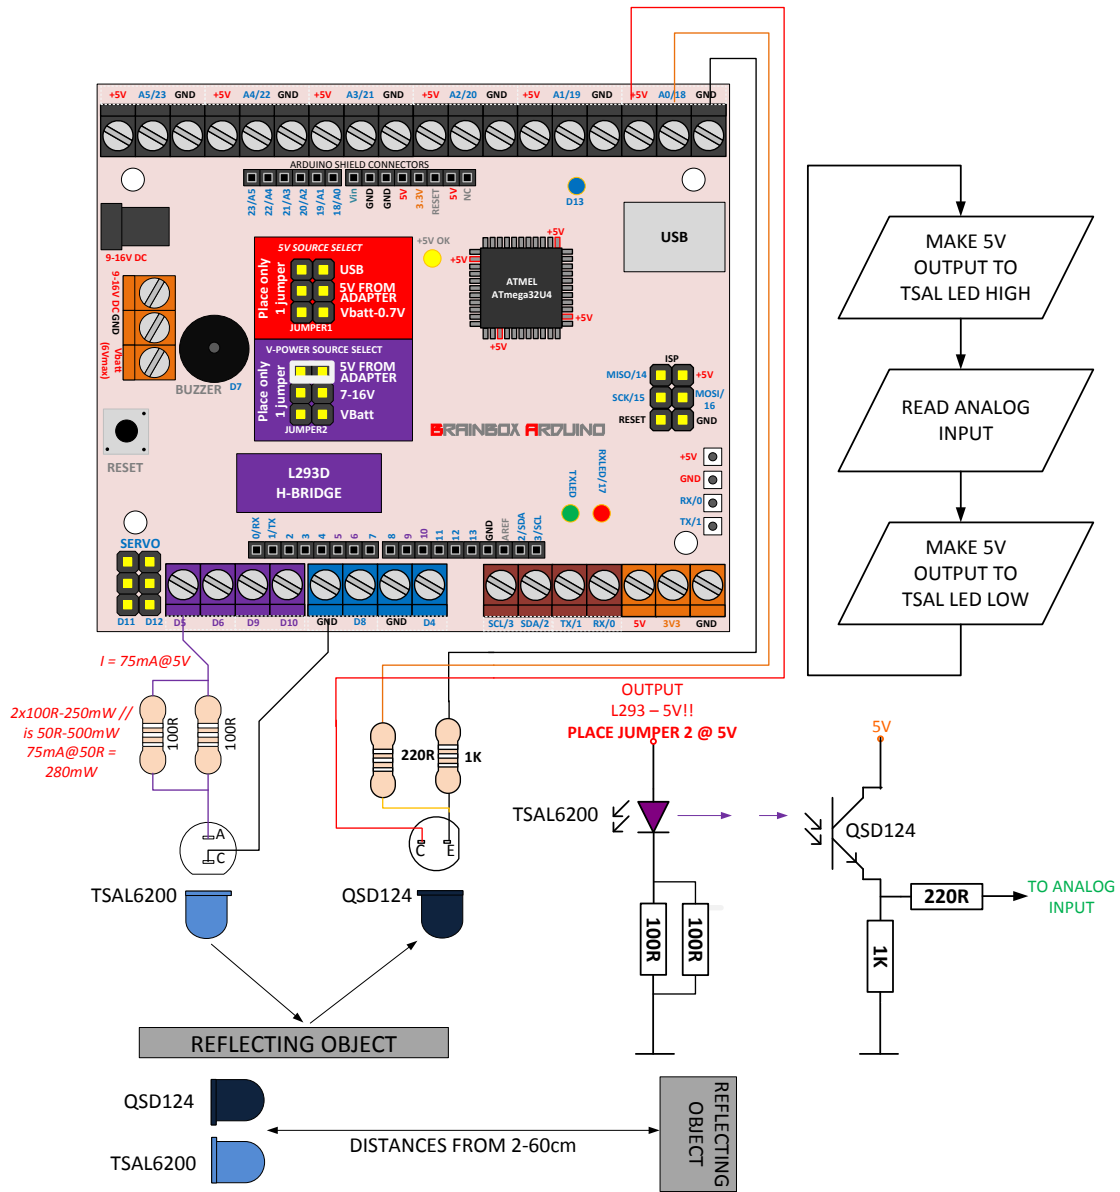 +5V A5/23 GND +5V A4/22 GND +5V A3/21 GND +5V A2/20 GND +5V A1/19 GND +5V A0/18 GND
ARDUINO SHIELD CONNECTORS
23/A5
22/A4
21/A3
20/A2
19/A1
18/A0
Vin
GND
GND
5V
3.3V
RESET
5V
NC
D13
USB
9-16V DC
9-16V DC
GND
Vbatt
(6Vmax)
BUZZER
D7
RESET
5V SOURCE SELECT
Place only
1 jumper
USB
5V FROM
ADAPTER
Vbatt-0.7V
JUMPER1
V-POWER SOURCE SELECT
Place only
1 jumper
5V FROM
ADAPTER
7-16V
VBatt
JUMPER2
+5V OK
+5V
+5V
+5V
+5V
ATMEL
ATmega32U4
ISP
MISO/14
+5V
SCK/15
MOSI/
16
RESET
GND
BRAINBOX ARDUINO
+5V
GND
RX/0
TX/1
L293D
H-BRIDGE
TXLED
RXLED/17
0/RX
1/TX
2
3
4
5
6
7
8
9
10
11
12
13
GND
AREF
2/SDA
3/SCL
SERVO
D11 D12
D5 D6 D9 D10 GND D8 GND D4
SCL/3 SDA/2 TX/1 RX/0 5V 3V3 GND
MAKE 5V
OUTPUT TO
TSAL LED HIGH
READ ANALOG
INPUT
MAKE 5V
OUTPUT TO
TSAL LED LOW
I = 75mA@5V
2x100R-250mW //
is 50R-500mW
75mA@50R =
280mW
100R
100R
220R
1K
A
C
C E
TSAL6200
QSD124
REFLECTING OBJECT
OUTPUT
L293 – 5V!!
PLACE JUMPER 2 @ 5V
TSAL6200
100R
100R
5V
QSD124
220R
TO ANALOG
INPUT
1K
QSD124
TSAL6200
DISTANCES FROM 2-60cm
REFLECTING
OBJECT